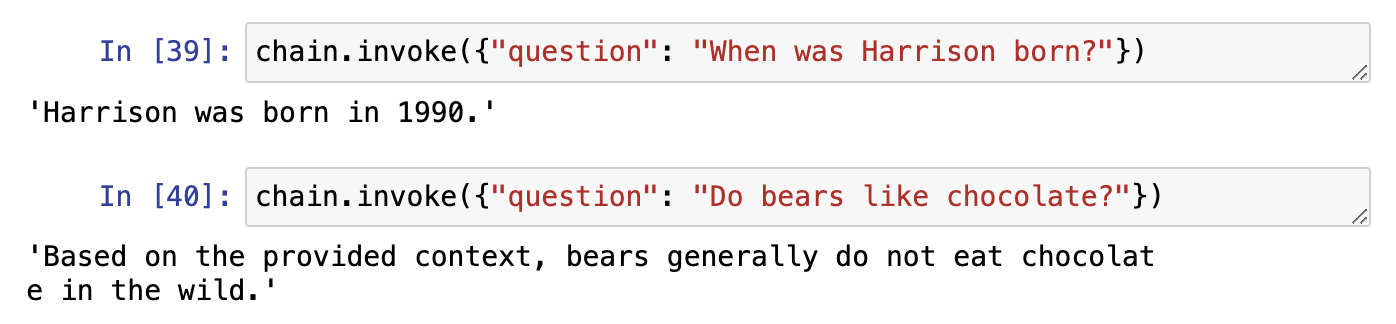 In [39]: chain.invoke({"question": "When was Harrison born?"})
'Harrison was born in 1990.'
In [40]: chain.invoke({"question": "Do bears like chocolate?"})
'Based on the provided context, bears generally do not eat chocolat
e in the wild.'